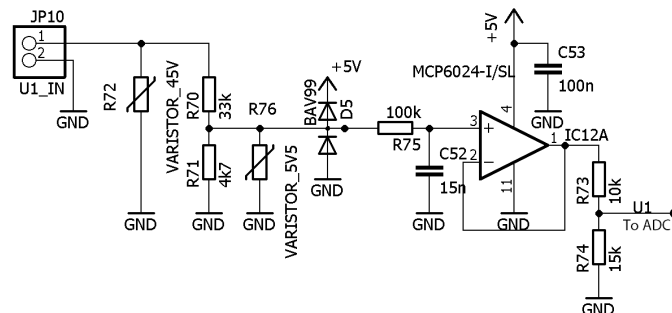 JP10
1
2
U1_IN
GND
R72
VARISTOR_45V
GND
R70
33k
R71
4k7
GND
R76
VARISTOR_5V5
GND
+5V
BAV99
D5
GND
100k
R75
C52
15n
GND
+5V
MCP6024-I/SL
C53
100n
GND
4
3
2
1
IC12A
11
GND
R73
10k
U1
To ADC
R74
15k
GND